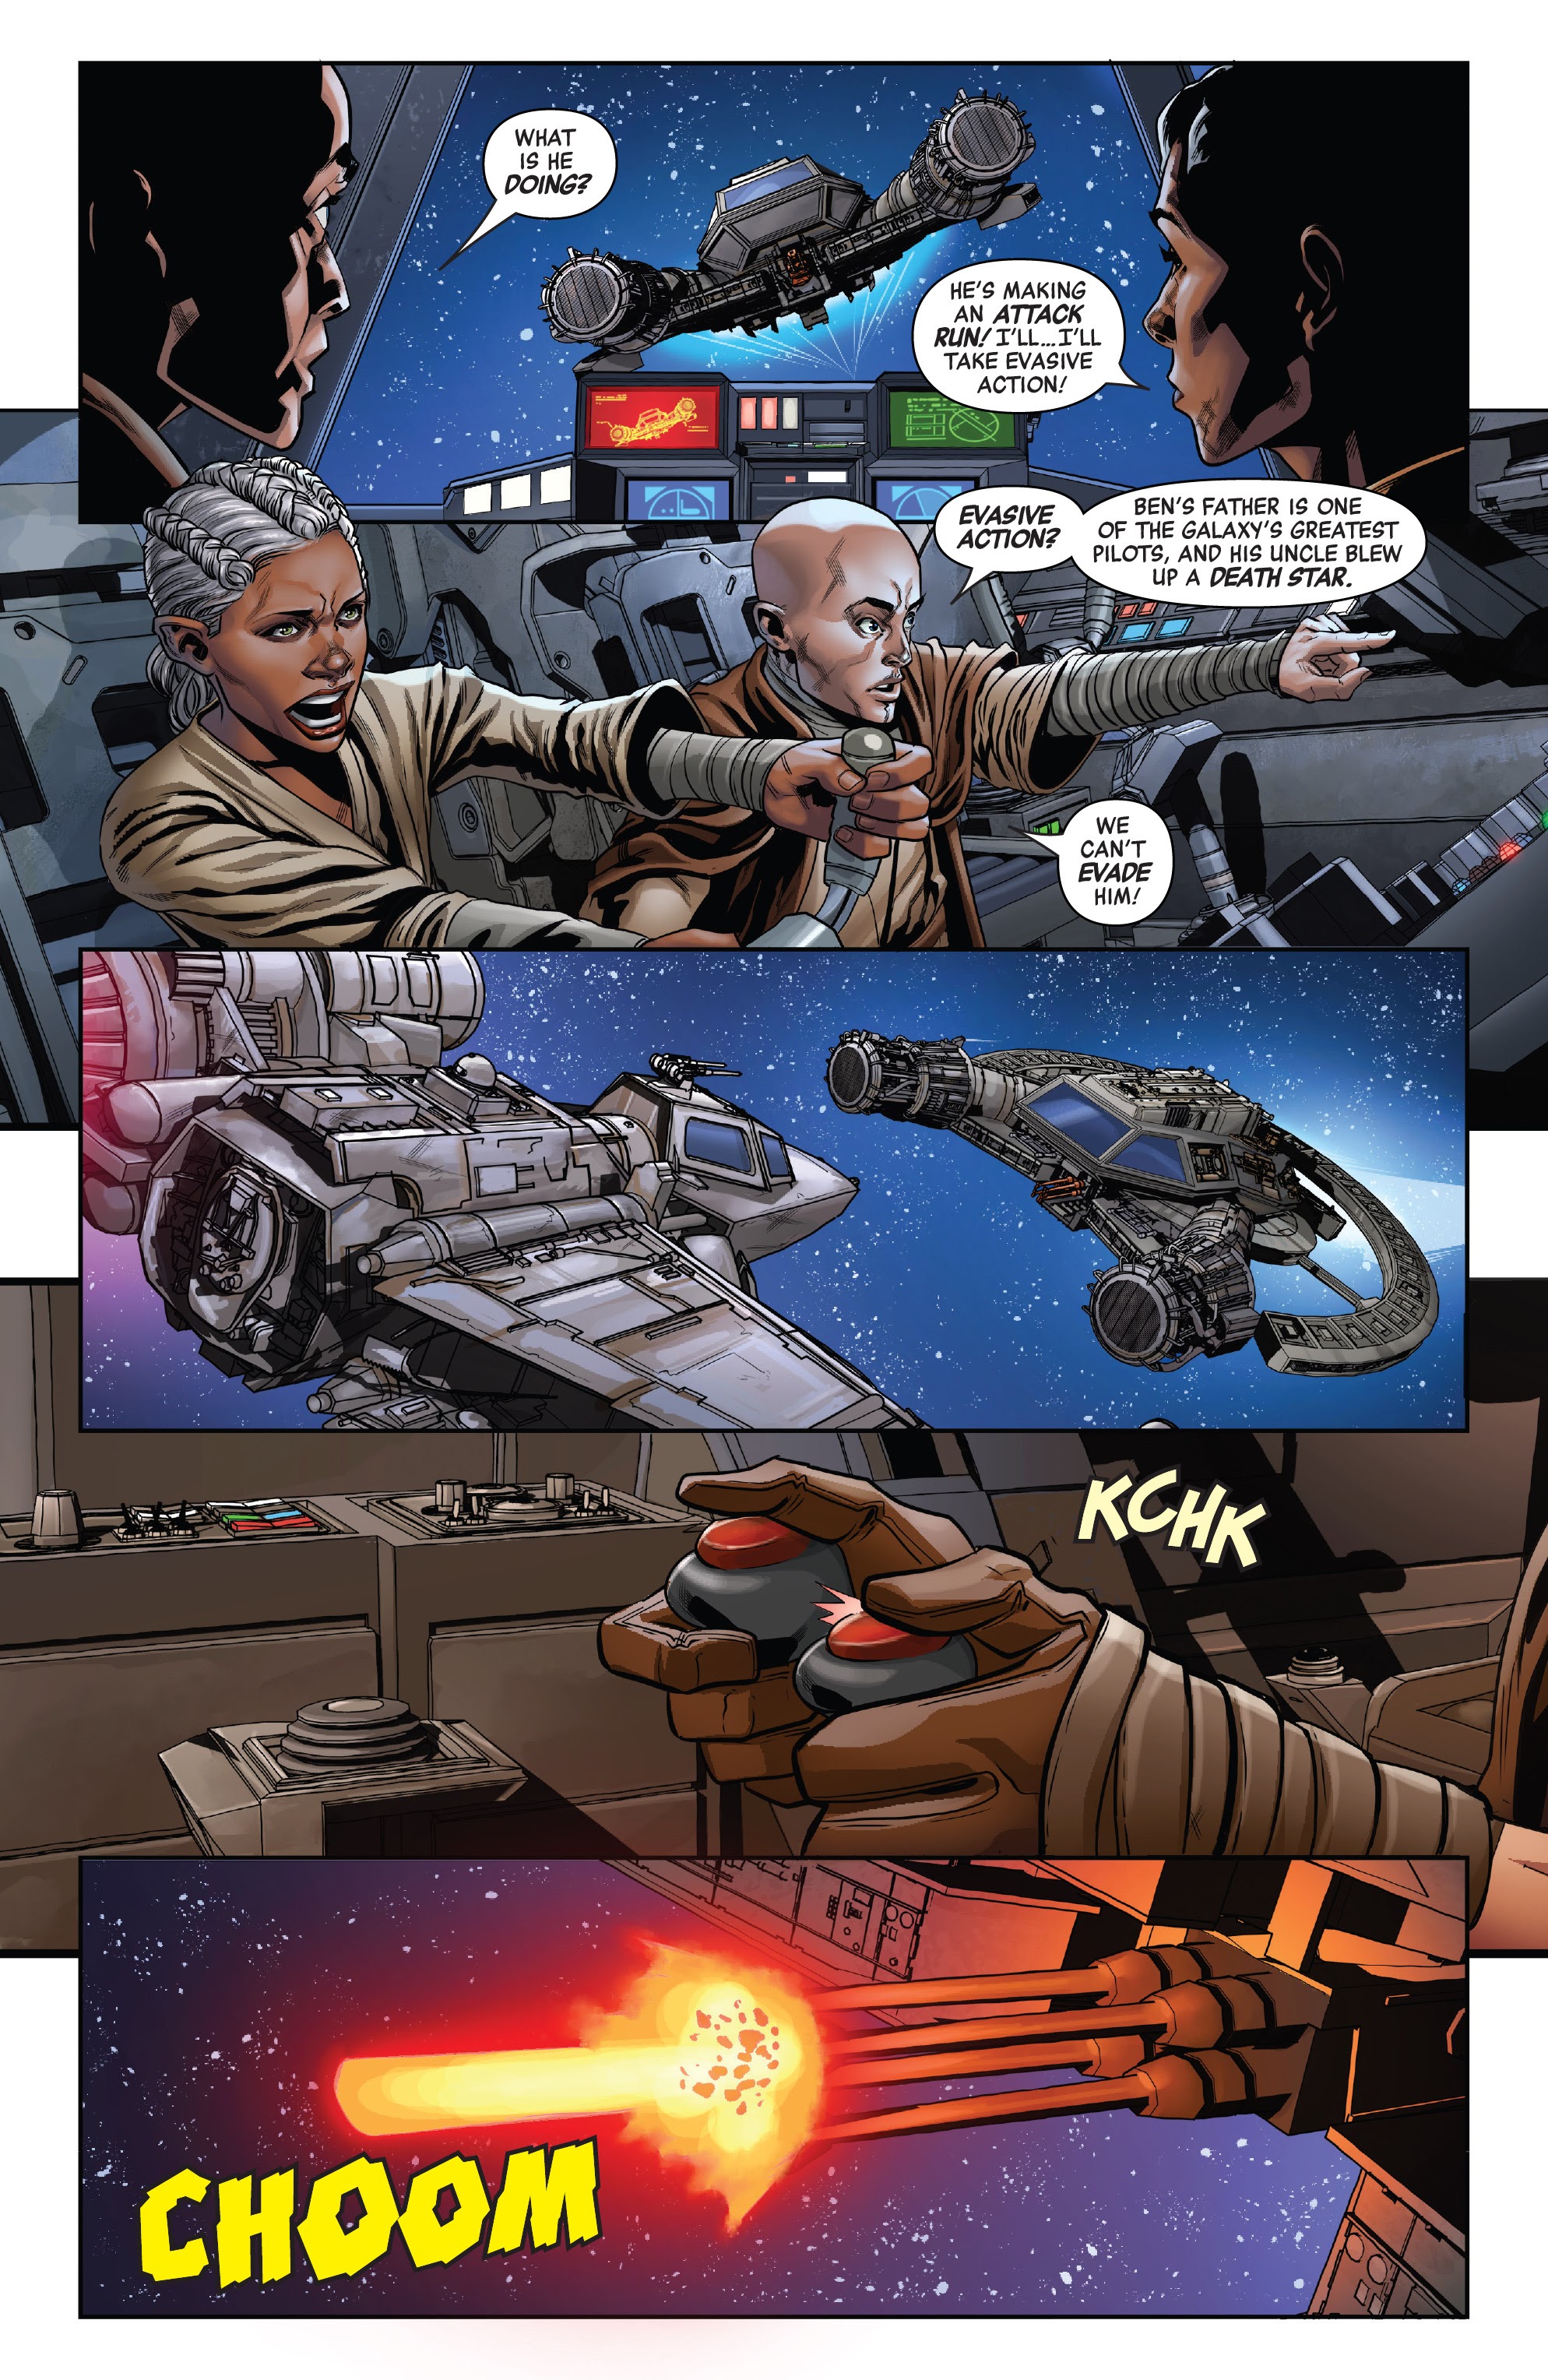 WHAT
IS HE
DOING?
HE'S MAKING
AN ATTACK
RUN! I'LL...I'LL
TAKE EVASIVE
ACTION!
EVASIVE
ACTION?
BEN'S FATHER IS ONE
OF THE GALAXY'S GREATEST
PILOTS, AND HIS UNCLE BLEW
UP A DEATH STAR.
WE
CAN'T
EVADE
HIM!
KCHK
CHOOM